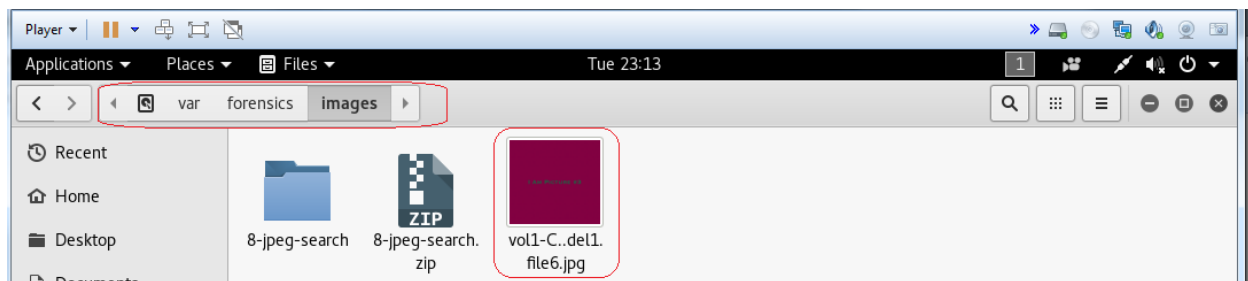 Player
Applications Places Files Tue 23:13 1
var forensics images
Recent
Home
Desktop
8-jpeg-search
8-jpeg-search.
zip
vol1-C..del1.
file6.jpg
ZIP